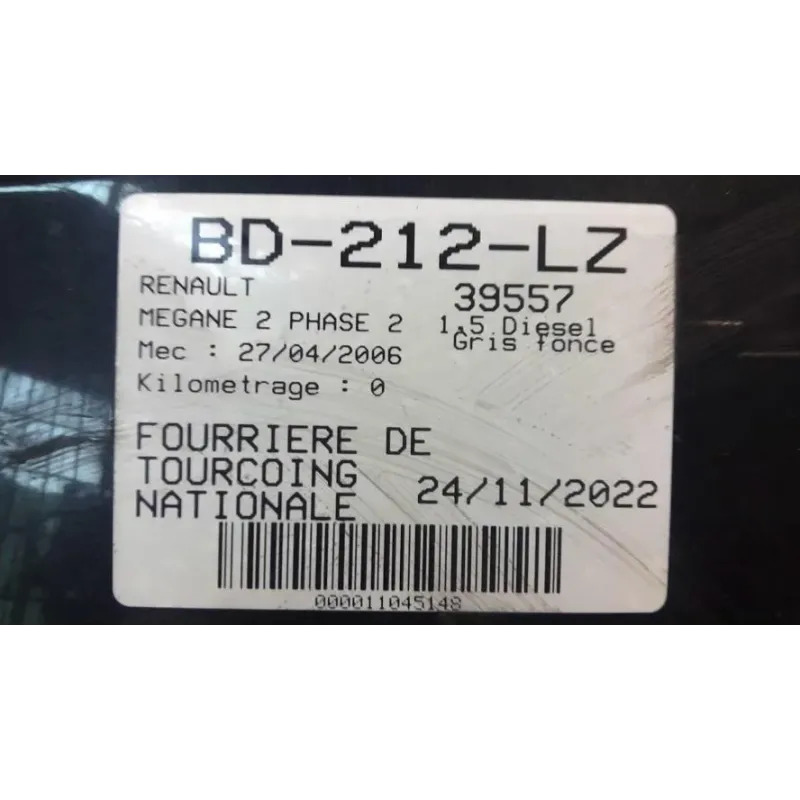 BD-212-LZ
RENAULT 39557
MEGANE 2 PHASE 2 1,5 Diesel
Gris fonce
Mec : 27/04/2006
Kilometrage : 0
FOURRIERE DE
TOURCOING
NATIONALE 24/11/2022
000011045148